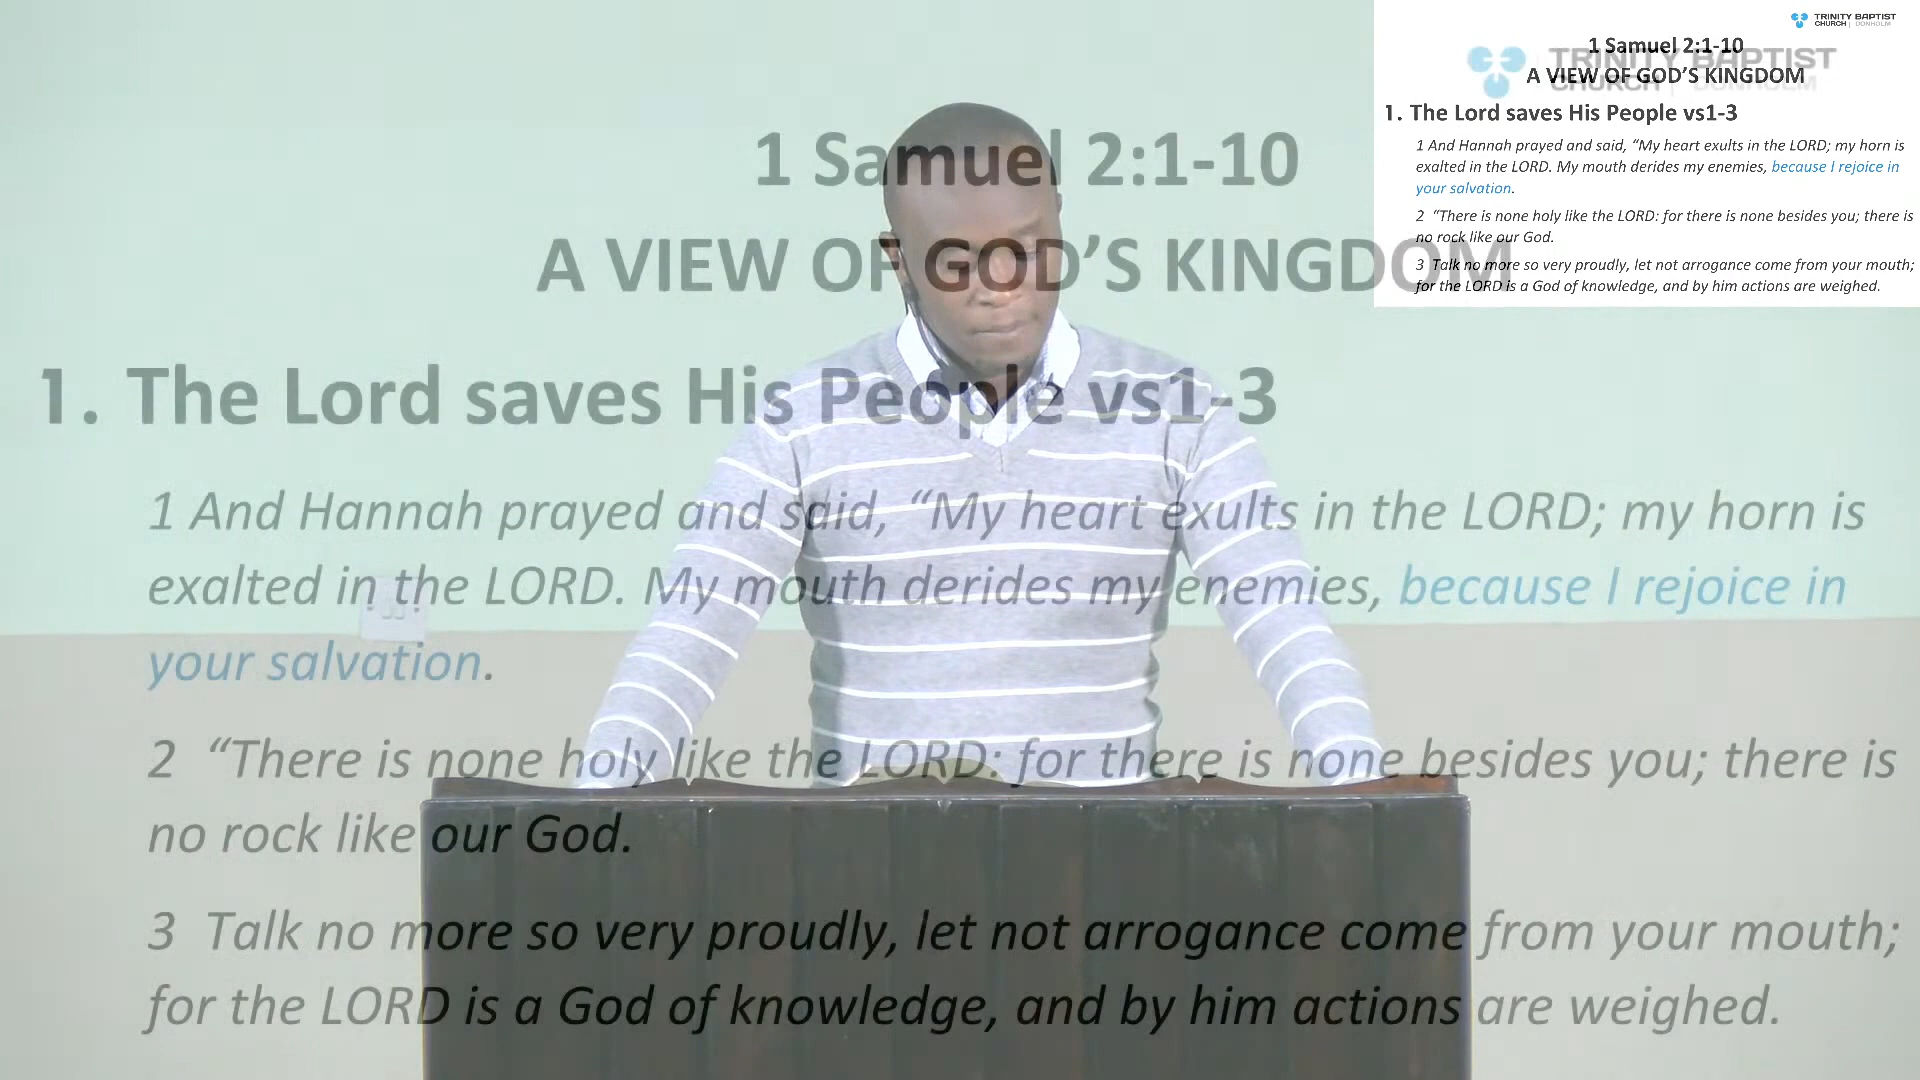 1 Samuel 2:1-10
A VIEW OF GOD’S KINGDOM
1. The Lord saves His People vs1-3
1 And Hannah prayed and said, “My heart exults in the LORD; my horn is
exalted in the LORD. My mouth derides my enemies, because I rejoice in
your salvation.
2 “There is none holy like the LORD: for there is none besides you; there is
no rock like our God.
3 Talk no more so very proudly, let not arrogance come from your mouth;
for the LORD is a God of knowledge, and by him actions are weighed.
TRINITY BAPTIST
CHURCH | DONHOLM
1 Samuel 2:1-10
TRINITY BAPTIST
CHURCH | DONHOLM
A VIEW OF GOD’S KINGDOM
1. The Lord saves His People vs1-3
1 And Hannah prayed and said, “My heart exults in the LORD; my horn is
exalted in the LORD. My mouth derides my enemies, because I rejoice in
your salvation.
2 “There is none holy like the LORD: for there is none besides you; there is
no rock like our God.
3 Talk no more so very proudly, let not arrogance come from your mouth;
for the LORD is a God of knowledge, and by him actions are weighed.